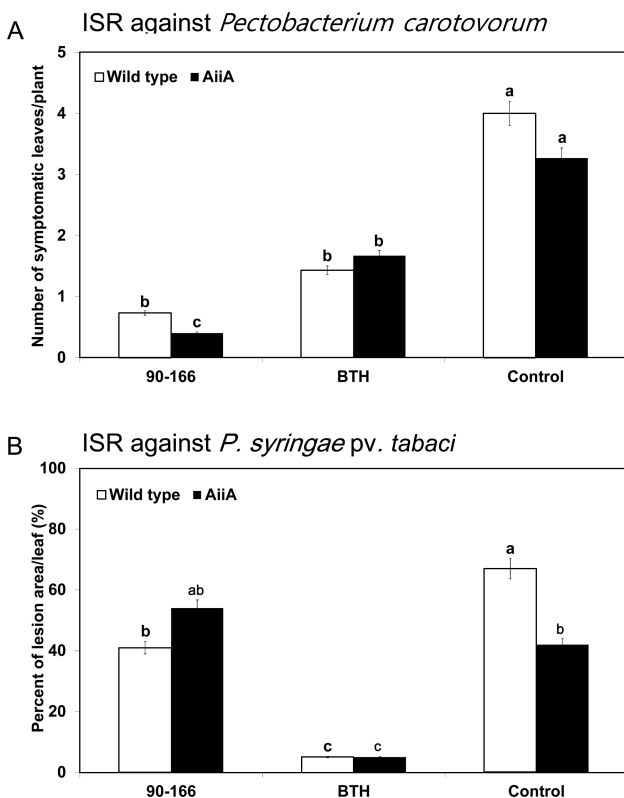 A ISR against Pectobacterium carotovorum
5
Wild type AiiA
a
4
a
3
Number of symptomatic leaves/plant
2
b b
1
b
c
0
90-166 BTH Control
B ISR against P. syringae pv. tabaci
100
Wild type AiiA
80
a
60
ab
Percent of lesion area/leaf (%)
b b
40
20
c c
0
90-166 BTH Control